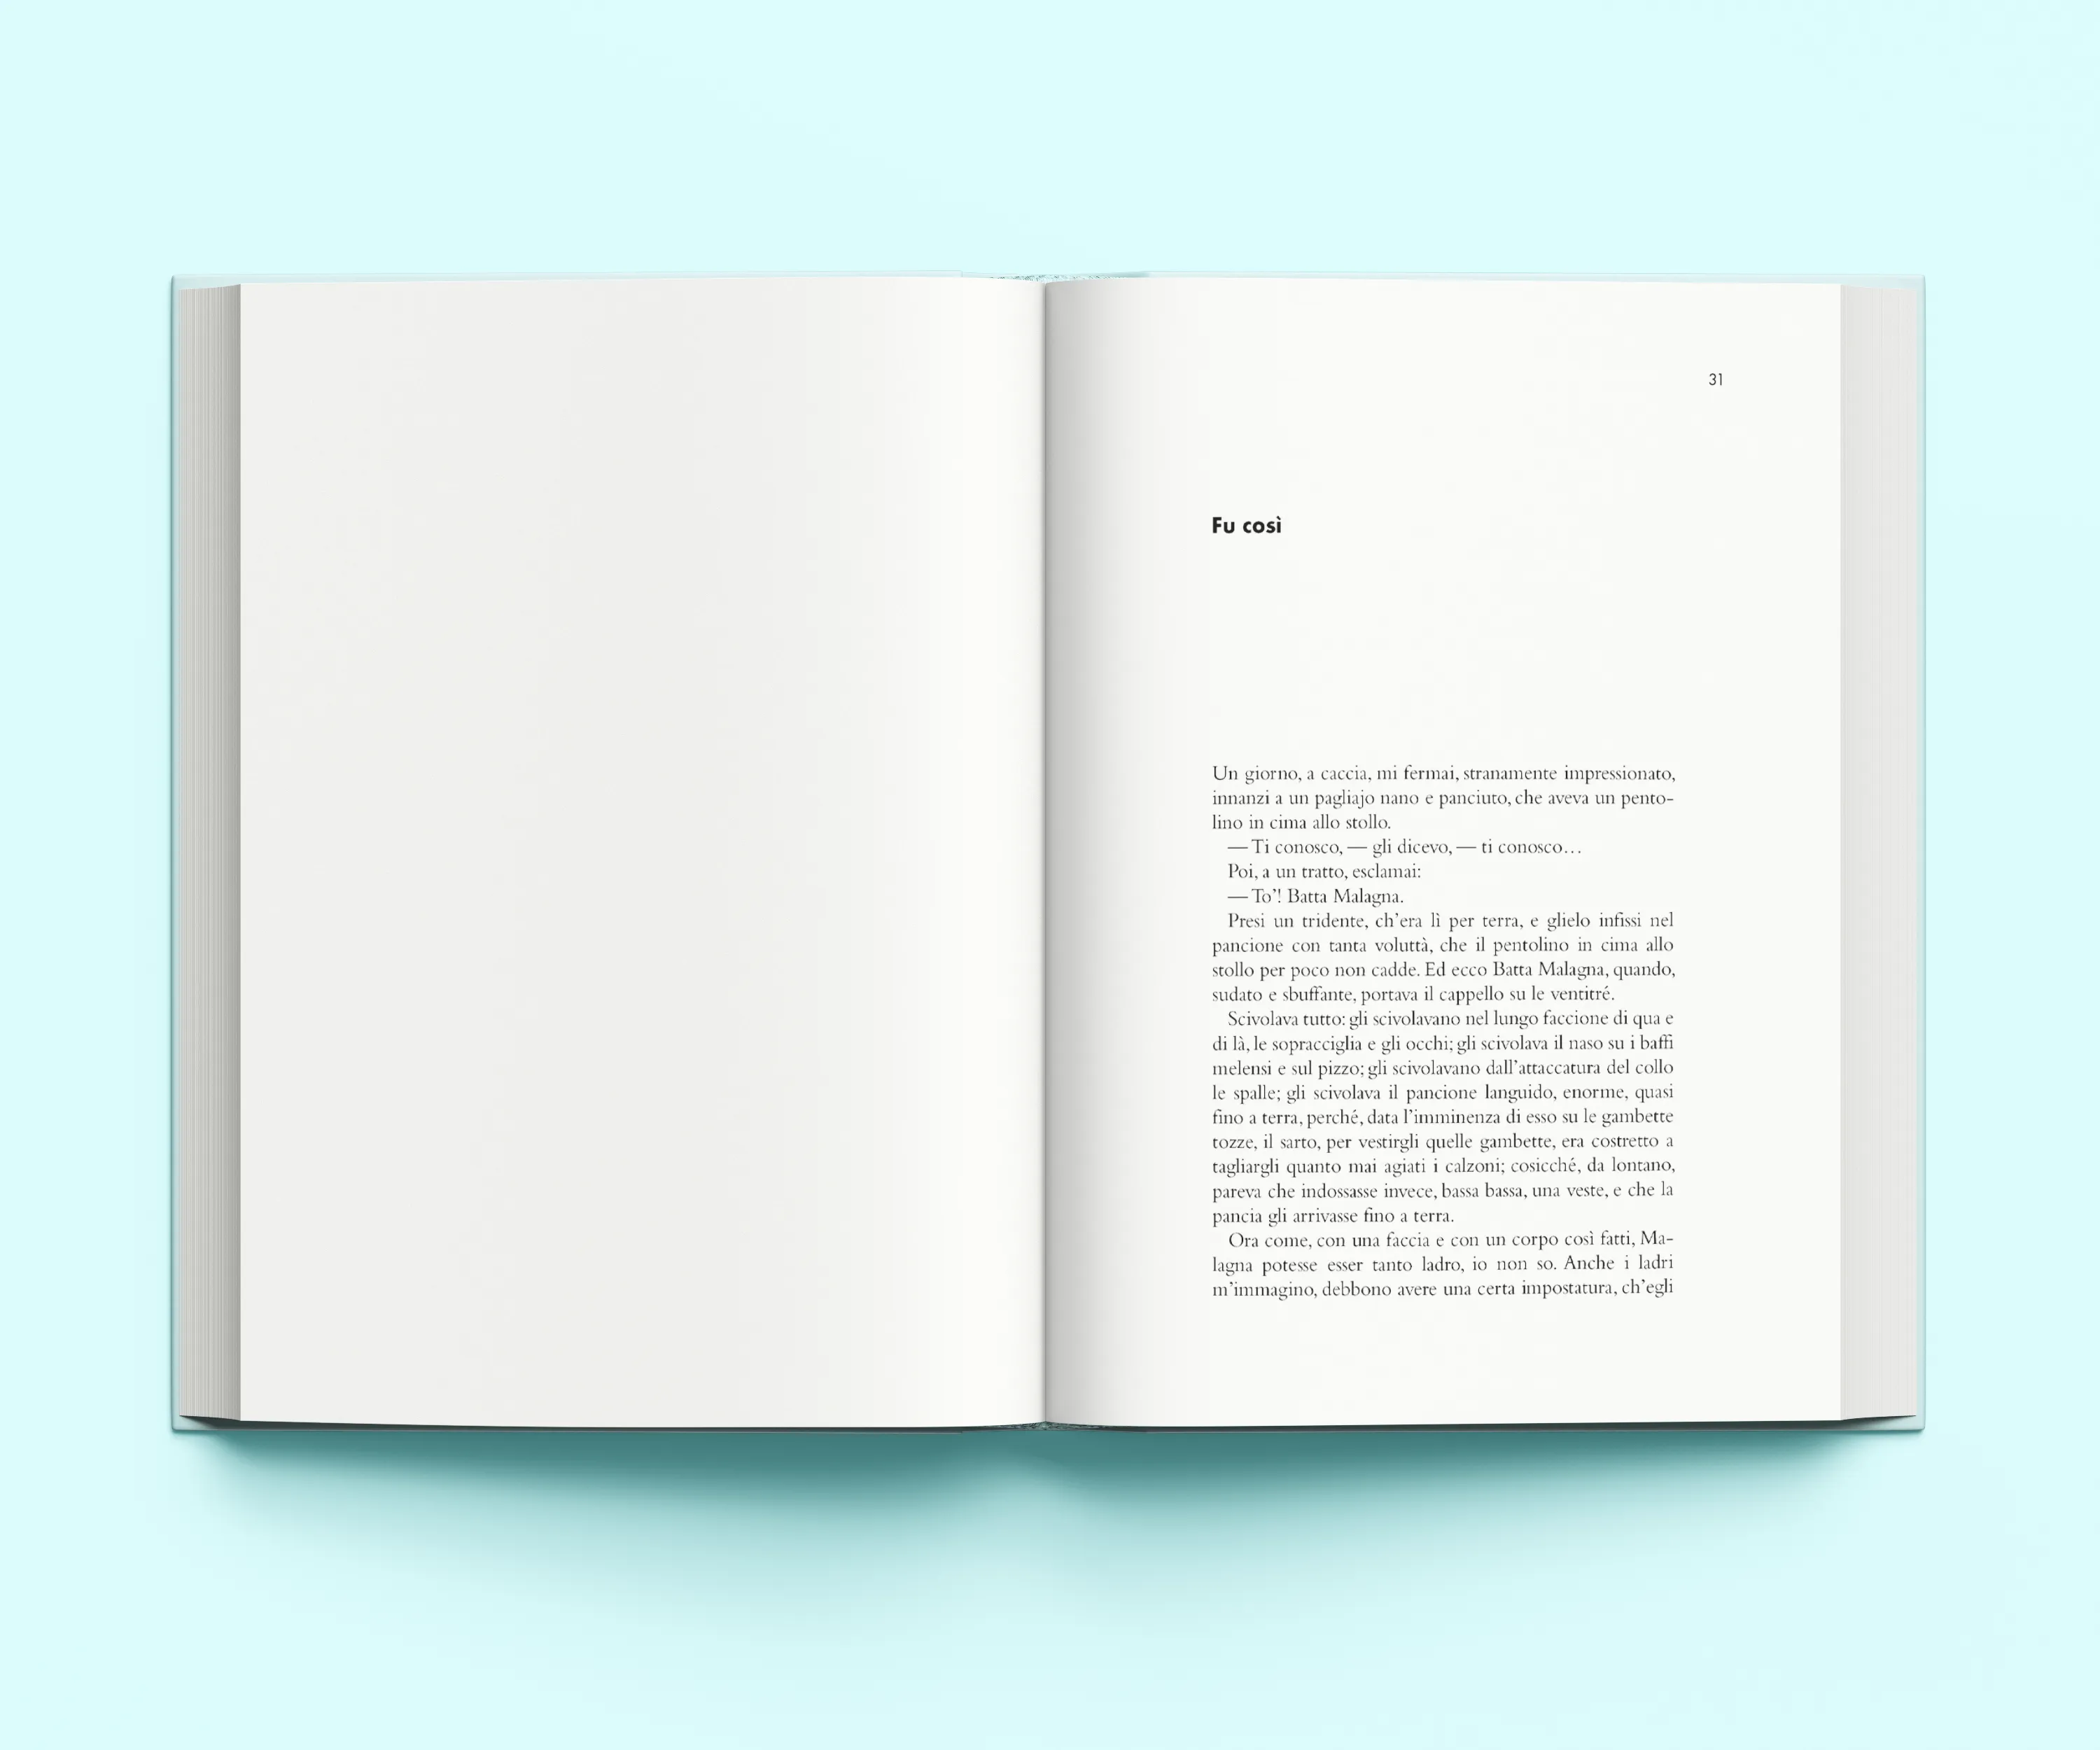 31
Fu così
Un giorno, a caccia, mi fermai, stranamente impressionato,
innanzi a un pagliajo nano e panciuto, che aveva un pento-
lino in cima allo stollo.
— Ti conosco, — gli dicevo, — ti conosco…
Poi, a un tratto, esclamai:
— To’! Batta Malagna.
Presi un tridente, ch’era lì per terra, e glielo infissi nel
pancione con tanta voluttà, che il pentolino in cima allo
stollo per poco non cadde. Ed ecco Batta Malagna, quando,
sudato e sbuffante, portava il cappello su le ventitré.
Scivolava tutto: gli scivolavano nel lungo faccione di qua e
di là, le sopracciglia e gli occhi; gli scivolava il naso su i baffi
melensi e sul pizzo; gli scivolavano dall’attaccatura del collo
le spalle; gli scivolava il pancione languido, enorme, quasi
fino a terra, perché, data l’imminenza di esso su le gambette
tozze, il sarto, per vestirgli quelle gambette, era costretto a
tagliargli quanto mai agiati i calzoni; cosicché, da lontano,
pareva che indossasse invece, bassa bassa, una veste, e che la
pancia gli arrivasse fino a terra.
Ora come, con una faccia e con un corpo così fatti, Ma-
lagna potesse esser tanto ladro, io non so. Anche i ladri
m’immagino, debbono avere una certa impostatura, ch’egli